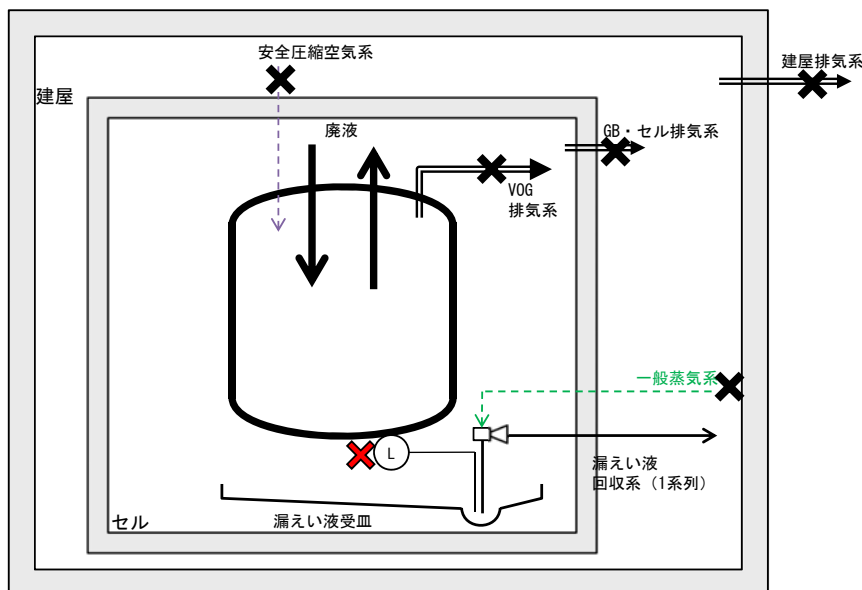 安全圧縮空気系
建屋排気系
建屋
廃液
GB・セル排気系
VOG
排気系
一般蒸気系
L
漏えい液
回収系（1系列）
漏えい液受皿
セル